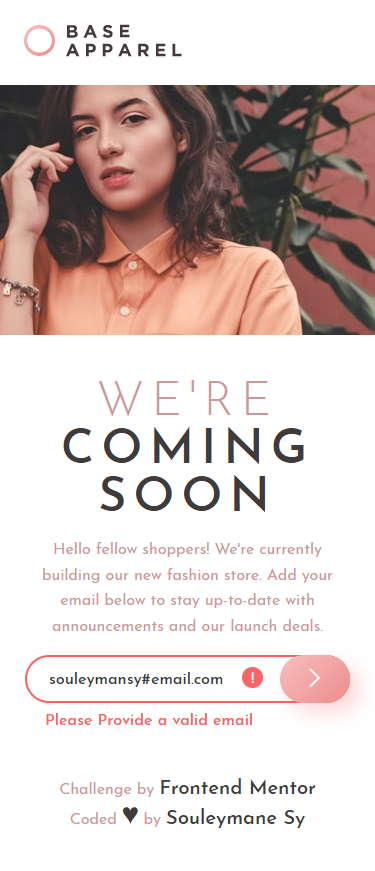 BASE
APPAREL
WE'RE
COMING
SOON
Hello fellow shoppers! We're currently
building our new fashion store. Add your
email below to stay up-to-date with
announcements and our launch deals.
souleymansy#email.com !
Please Provide a valid email
Challenge by Frontend Mentor
Coded ♥ by Souleymane Sy